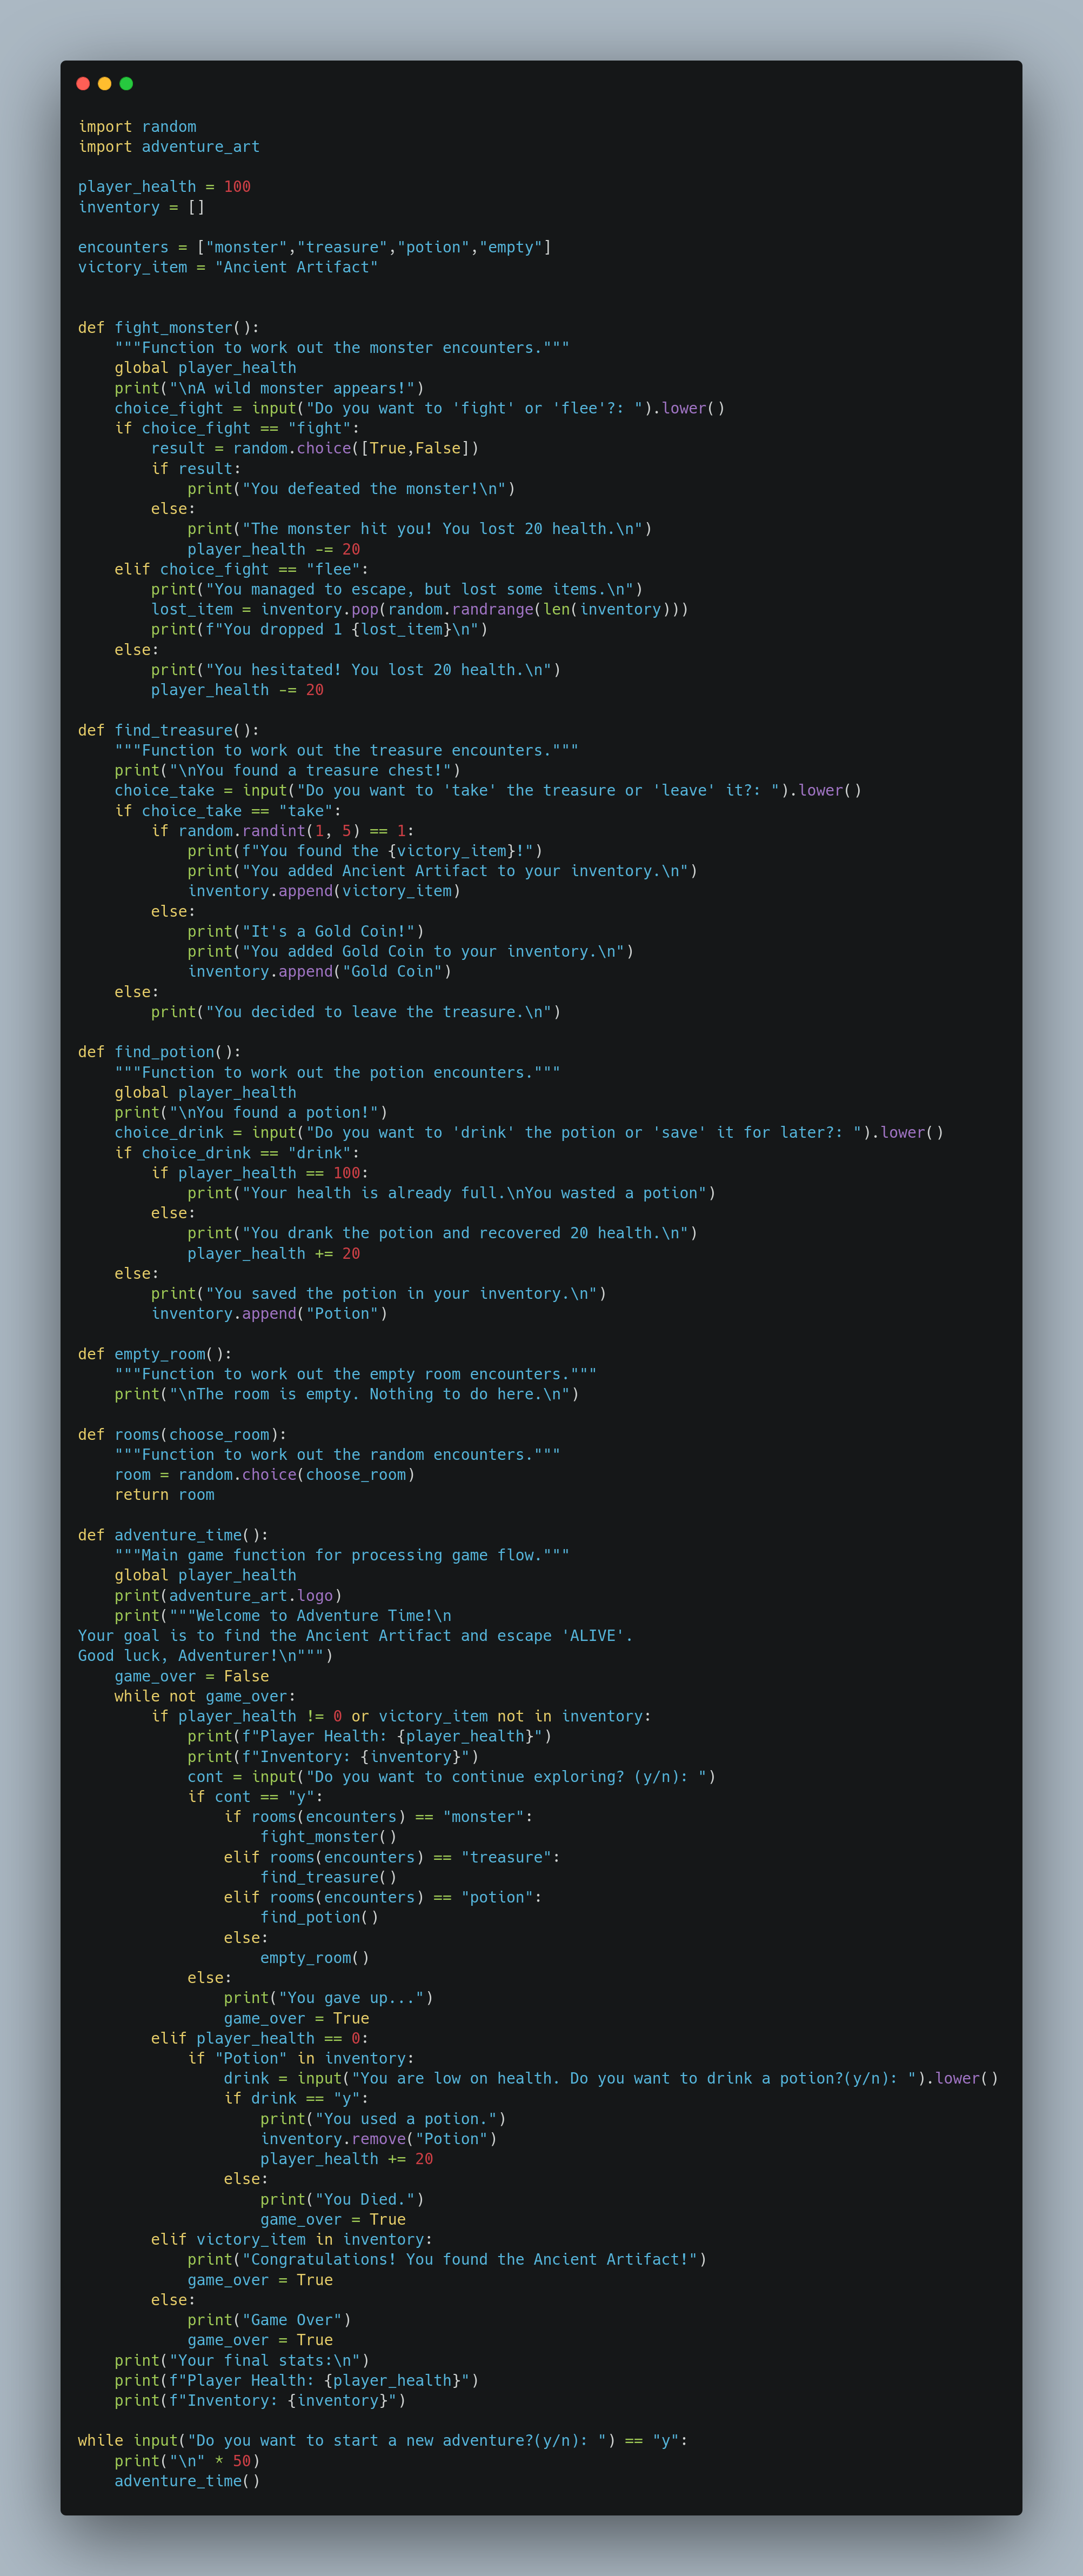 import random
import adventure_art

player_health = 100
inventory = []

encounters = ["monster","treasure","potion","empty"]
victory_item = "Ancient Artifact"


def fight_monster():
    """Function to work out the monster encounters."""
    global player_health
    print("\nA wild monster appears!")
    choice_fight = input("Do you want to 'fight' or 'flee'?: ").lower()
    if choice_fight == "fight":
        result = random.choice([True,False])
        if result:
            print("You defeated the monster!\n")
        else:
            print("The monster hit you! You lost 20 health.\n")
            player_health -= 20
    elif choice_fight == "flee":
        print("You managed to escape, but lost some items.\n")
        lost_item = inventory.pop(random.randrange(len(inventory)))
        print(f"You dropped 1 {lost_item}\n")
    else:
        print("You hesitated! You lost 20 health.\n")
        player_health -= 20

def find_treasure():
    """Function to work out the treasure encounters."""
    print("\nYou found a treasure chest!")
    choice_take = input("Do you want to 'take' the treasure or 'leave' it?: ").lower()
    if choice_take == "take":
        if random.randint(1, 5) == 1:
            print(f"You found the {victory_item}!")
            print("You added Ancient Artifact to your inventory.\n")
            inventory.append(victory_item)
        else:
            print("It's a Gold Coin!")
            print("You added Gold Coin to your inventory.\n")
            inventory.append("Gold Coin")
    else:
        print("You decided to leave the treasure.\n")

def find_potion():
    """Function to work out the potion encounters."""
    global player_health
    print("\nYou found a potion!")
    choice_drink = input("Do you want to 'drink' the potion or 'save' it for later?: ").lower()
    if choice_drink == "drink":
        if player_health == 100:
            print("Your health is already full.\nYou wasted a potion")
        else:
            print("You drank the potion and recovered 20 health.\n")
            player_health += 20
    else:
        print("You saved the potion in your inventory.\n")
        inventory.append("Potion")

def empty_room():
    """Function to work out the empty room encounters."""
    print("\nThe room is empty. Nothing to do here.\n")

def rooms(choose_room):
    """Function to work out the random encounters."""
    room = random.choice(choose_room)
    return room

def adventure_time():
    """Main game function for processing game flow."""
    global player_health
    print(adventure_art.logo)
    print("""Welcome to Adventure Time!\n
Your goal is to find the Ancient Artifact and escape 'ALIVE'.
Good luck, Adventurer!\n""")
    game_over = False
    while not game_over:
        if player_health != 0 or victory_item not in inventory:
            print(f"Player Health: {player_health}")
            print(f"Inventory: {inventory}")
            cont = input("Do you want to continue exploring? (y/n): ")
            if cont == "y":
                if rooms(encounters) == "monster":
                    fight_monster()
                elif rooms(encounters) == "treasure":
                    find_treasure()
                elif rooms(encounters) == "potion":
                    find_potion()
                else:
                    empty_room()
            else:
                print("You gave up...")
                game_over = True
        elif player_health == 0:
            if "Potion" in inventory:
                drink = input("You are low on health. Do you want to drink a potion?(y/n): ").lower()
                if drink == "y":
                    print("You used a potion.")
                    inventory.remove("Potion")
                    player_health += 20
                else:
                    print("You Died.")
                    game_over = True
        elif victory_item in inventory:
            print("Congratulations! You found the Ancient Artifact!")
            game_over = True
        else:
            print("Game Over")
            game_over = True
    print("Your final stats:\n")
    print(f"Player Health: {player_health}")
    print(f"Inventory: {inventory}")

while input("Do you want to start a new adventure?(y/n): ") == "y":
    print("\n" * 50)
    adventure_time()